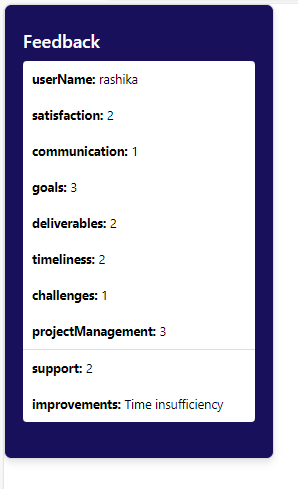 Feedback
userName: rashika
satisfaction: 2
communication: 1
goals: 3
deliverables: 2
timeliness: 2
challenges: 1
projectManagement: 3
support: 2
improvements: Time insufficiency